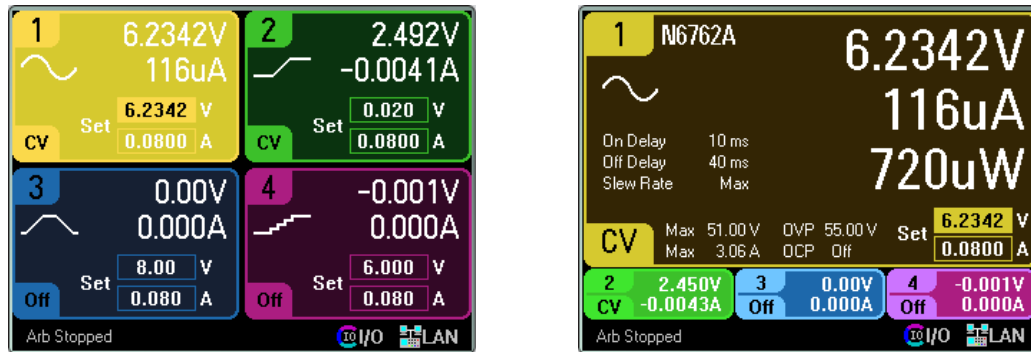 1 6.2342V
116uA
Set 6.2342 V
CV 0.0800 A
2 2.492V
-0.0041A
Set 0.020 V
CV 0.0800 A
3 0.00V
0.000A
Set 8.00 V
Off 0.080 A
4 -0.001V
0.000A
Set 6.000 V
Off 0.080 A
Arb Stopped IO I/O LAN
1 N6762A 6.2342V
116uA
720uW
On Delay 10 ms
Off Delay 40 ms
Slew Rate Max
CV Max 51.00 V OVP 55.00 V Set 6.2342 V
Max 3.06 A OCP Off 0.0800 A
2 2.450V
CV -0.0043A
3 0.00V
Off 0.000A
4 -0.001V
Off 0.000A
Arb Stopped IO I/O LAN